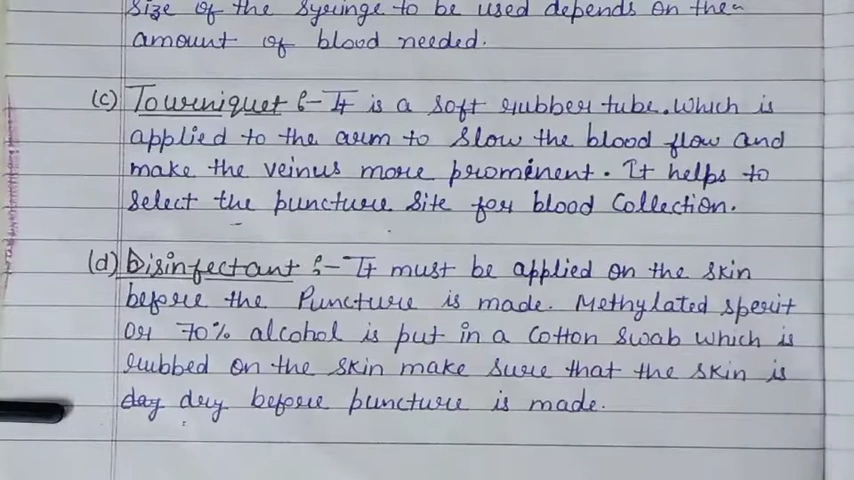 Size of the Syringe to be used depends on the
amount of blood needed.
(c) Tourniquet :- It is a soft rubber tube. Which is
applied to the arm to slow the blood flow and
make the veinus more prominent. It helps to
Select the puncture Site for blood Collection.
(d) Disinfectant :- It must be applied on the skin
before the Puncture is made. Methylated sperit
or 70% alcohol is put in a Cotton Swab which is
rubbed on the skin make sure that the skin is
day dry before puncture is made.